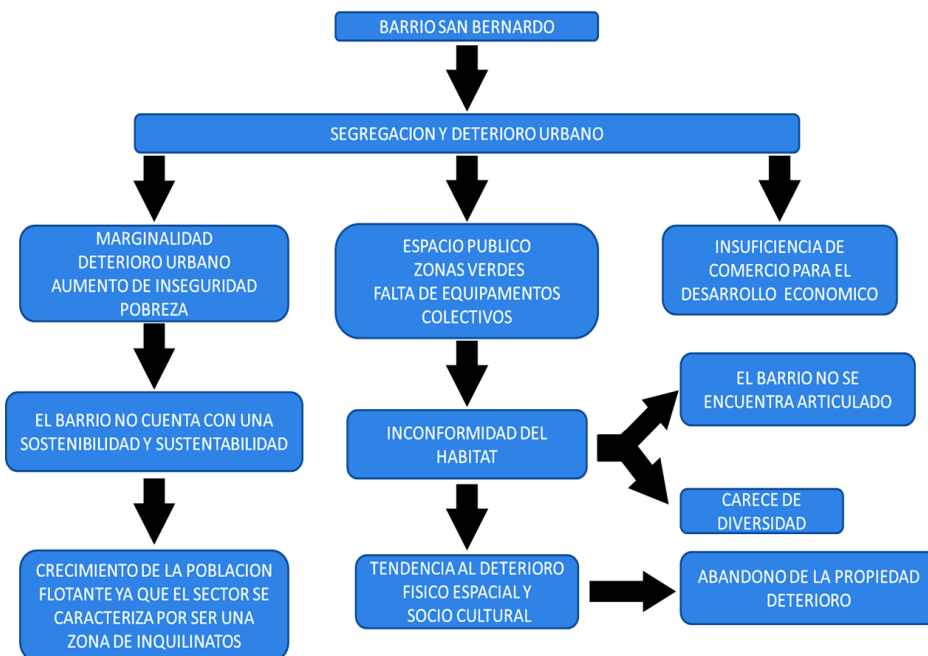 BARRIO SAN BERNARDO
SEGREGACION Y DETERIORO URBANO
MARGINALIDAD
DETERIORO URBANO
AUMENTO DE INSEGURIDAD
POBREZA
ESPACIO PUBLICO
ZONAS VERDES
FALTA DE EQUIPAMENTOS
COLECTIVOS
INSUFICIENCIA DE
COMERCIO PARA EL
DESARROLLO ECONOMICO
EL BARRIO NO CUENTA CON UNA
SOSTENIBILIDAD Y SUSTENTABILIDAD
INCONFORMIDAD DEL
HABITAT
EL BARRIO NO SE
ENCUENTRA ARTICULADO
CARECE DE
DIVERSIDAD
CRECIMIENTO DE LA POBLACION
FLOTANTE YA QUE EL SECTOR SE
CARACTERIZA POR SER UNA
ZONA DE INQUILINATOS
TENDENCIA AL DETERIORO
FISICO ESPACIAL Y
SOCIO CULTURAL
ABANDONO DE LA PROPIEDAD
DETERIORO